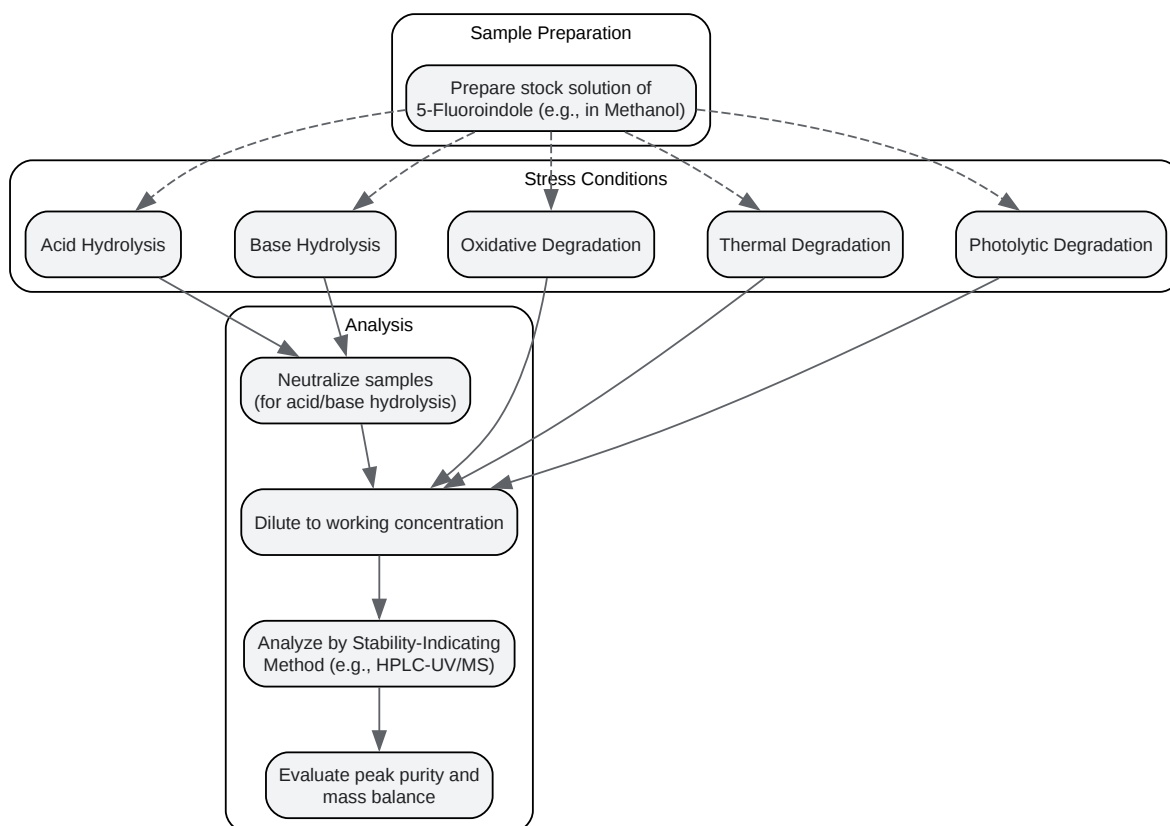 Sample Preparation
Prepare stock solution of
5-Fluoroindole (e.g., in Methanol)
Stress Conditions
Acid Hydrolysis
Base Hydrolysis
Oxidative Degradation
Thermal Degradation
Photolytic Degradation
Analysis
Neutralize samples
(for acid/base hydrolysis)
Dilute to working concentration
Analyze by Stability-Indicating
Method (e.g., HPLC-UV/MS)
Evaluate peak purity and
mass balance